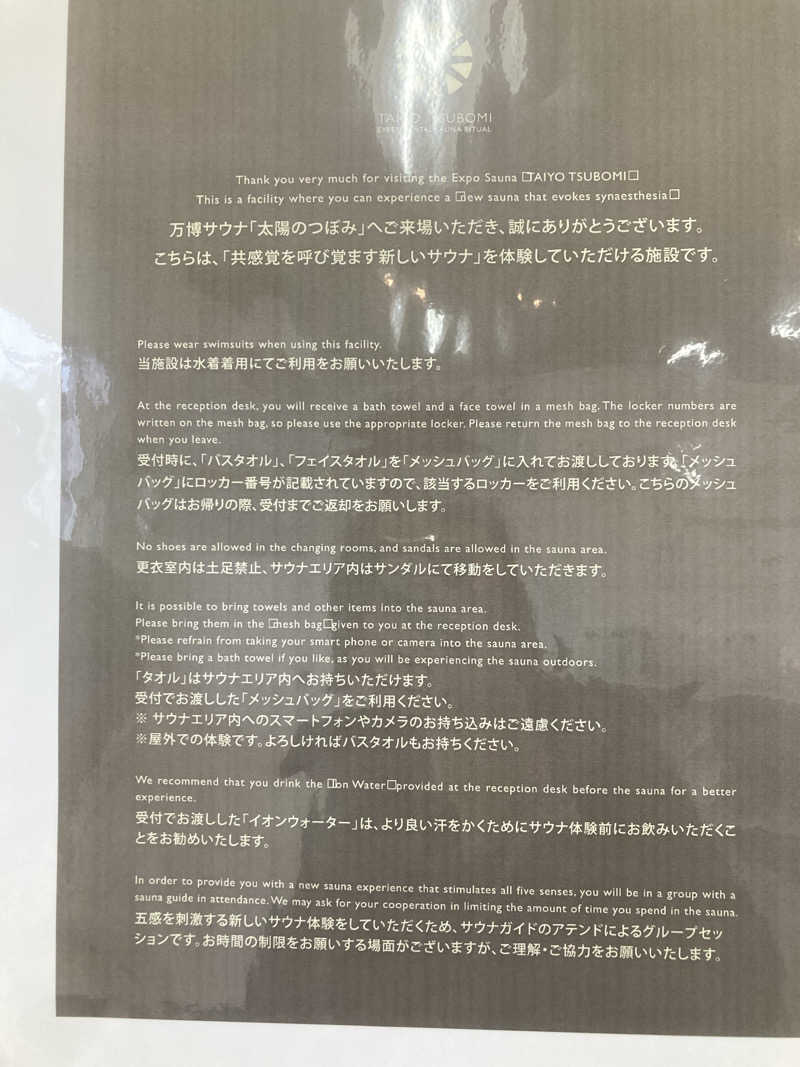 TAIYO TSUBOMI
EXPERIMENTAL SAUNA RITUAL
Thank you very much for visiting the Expo Sauna □TAIYO TSUBOMI□
This is a facility where you can experience a □ew sauna that evokes synaesthesia□
万博サウナ「太陽のつぼみ」へご来場いただき、誠にありがとうございます。
こちらは、「共感覚を呼び覚ます新しいサウナ」を体験していただける施設です。
Please wear swimsuits when using this facility.
当施設は水着着用にてご利用をお願いいたします。
At the reception desk, you will receive a bath towel and a face towel in a mesh bag. The locker numbers are
written on the mesh bag, so please use the appropriate locker. Please return the mesh bag to the reception desk
when you leave.
受付時に、「バスタオル」、「フェイスタオル」を「メッシュバッグ」に入れてお渡ししております。「メッシュ
バッグ」にロッカー番号が記載されていますので、該当するロッカーをご利用ください。こちらのメッシュ
バッグはお帰りの際、受付までご返却をお願いします。
No shoes are allowed in the changing rooms, and sandals are allowed in the sauna area.
更衣室内は土足禁止、サウナエリア内はサンダルにて移動をしていただきます。
It is possible to bring towels and other items into the sauna area.
Please bring them in the □mesh bag□given to you at the reception desk.
*Please refrain from taking your smart phone or camera into the sauna area.
*Please bring a bath towel if you like, as you will be experiencing the sauna outdoors.
「タオル」はサウナエリア内へお持ちいただけます。
受付でお渡しした「メッシュバッグ」をご利用ください。
※ サウナエリア内へのスマートフォンやカメラのお持ち込みはご遠慮ください。
※屋外での体験です。よろしければバスタオルもお持ちください。
We recommend that you drink the □Ion Water□provided at the reception desk before the sauna for a better
experience.
受付でお渡しした「イオンウォーター」は、より良い汗をかくためにサウナ体験前にお飲みいただくこ
とをお勧めいたします。
In order to provide you with a new sauna experience that stimulates all five senses, you will be in a group with a
sauna guide in attendance. We may ask for your cooperation in limiting the amount of time you spend in the sauna.
五感を刺激する新しいサウナ体験をしていただくため、サウナガイドのアテンドによるグループセッ
ションです。お時間の制限をお願いする場面がございますが、ご理解・ご協力をお願いいたします。